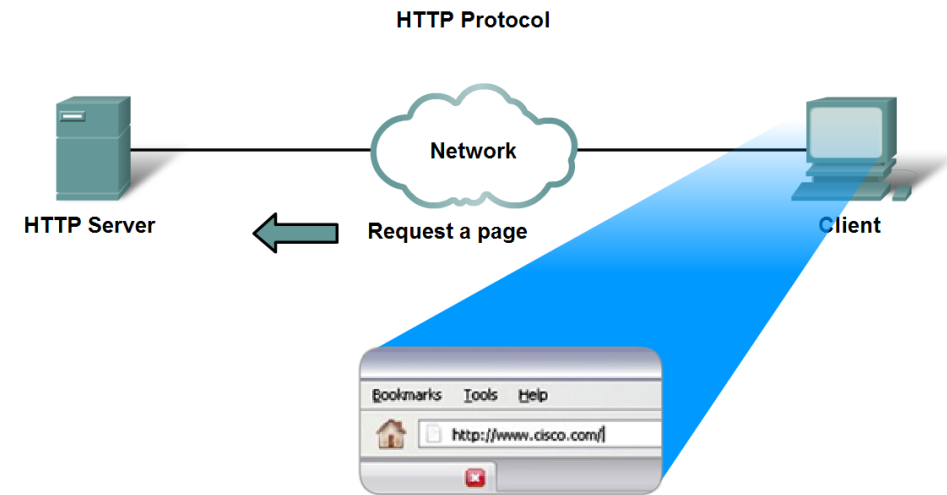 HTTP Protocol
Network
HTTP Server
Request a page
Client
Bookmarks Tools Help
http://www.cisco.com/